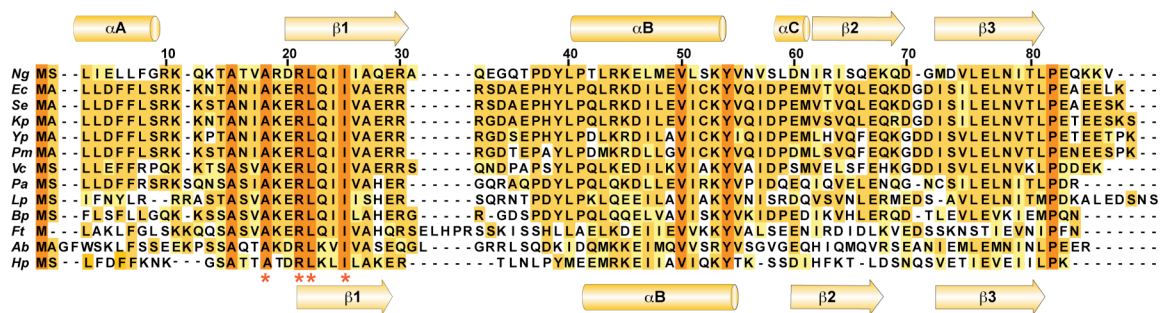 αA β1 αB αC β2 β3
10 20 30 40 50 60 70 80
Ng MS--LIELLFGRK-QKTATVARDRLQIIIAQERA-----QEGQTPDYLPTLRKELMEVLSKYVNVSLDNIRISQEKQD-GMDVLELNITLPEQKKV----
Ec MA--LLDFFLSRK-KNTANIAKERLQIIVAERR------RSDAEPHYLPQLRKDILEVICKYVQIDPEMVTVQLEQKDGDISILELNVTLPEAEELK--
Se MA--LLDFFLSRK-KSTANIAKERLQIIVAERR------RSDAEPHYLPQLRKDILEVICKYVQIDPEMVTVQLEQKDGDISILELNVTLPEAEESK--
Kp MA--LLDFFLSRK-KNTANIAKERLQIIVAERR------RGDAEPHYLPQLRKDILEVICKYVQIDPEMVSVQLEQRDGDISILELNVTLPEAEESKS-
Yp MA--LLDFFLSRK-KPTANIAKERLQIIVAERR------RGDSEPHYLPDLKRDILAVICKYIQIDPEMLHVQFEQKGDDISVLELNVTLPETEETPK-
Pm MA--LLDFFLSRK-KSTANIAKERLQIIVAERR------RGDTEPAYLPDMKRDLLGVICKYVQIDPEMLSVQFEQKGDDISVLELNVTLPENEESPK-
Vc MS--LLEFFRPQK-KTSASVAKERLQIIVAERRS-----QNDPAPSYLPQLKEDILKVIAKYVAIDPSMVELSFEHKGDDISVLELNVKLPDDEK----
Pa MS--LLDFFRSRKSQNSASIAKERLQIIVAHER------GQRAQPDYLPQLQKDLLEVIRKYVPIDQEQIQVELENQG-NCSILELNITLPDR------
Lp MS--IFNYLR-RRASTASVAKERLQIIISHER------SQRNTPDYLPKLQEEILAVIAKYVNISRDQVSVNLERMEDS-AVLELNITMPDKALEDSNS
Bp MS--FLSFLLGQK-KSSASVAKERLQIILAHERG-----R-GDSPDYLPQLQQELVAVISKYVKIDPEDIKVHLERQD-TLEVLEVKIEMPQN------
Ft M---LAKLFGLSKKQQSASVAKERLQIIVAHQRSELHPRSSKISSHLLAELKDEIIEVVKKYVALSEENIRDIDLKVEDSSKNSTIEVNIPFN------
Ab MAGFWSKLFSSEEKPSSAQTAKDRLKVIVASEQGL---GRRLSQDKIDQMKKEIMQVVSRYVSGVGEQHIQMQVRSEANIEMLEMNINLPEER-----
Hp MS--LFDFFKNK---GSATTATDRLKLILAKER------TLNLPYMEEMRKEIIAVIQKYTK-SSDIHFKT-LDSNQSVETIEVEIILPK---------
* ** *
β1 αB β2 β3